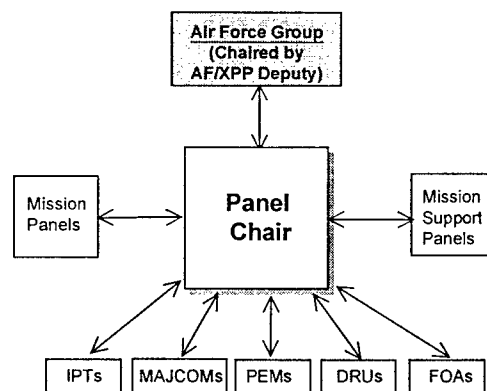 Air Force Group
(Chaired by
AF/XPP Deputy)
Mission
Panels
Panel
Chair
Mission
Support
Panels
IPTs
MAJCOMs
PEMs
DRUs
FOAs